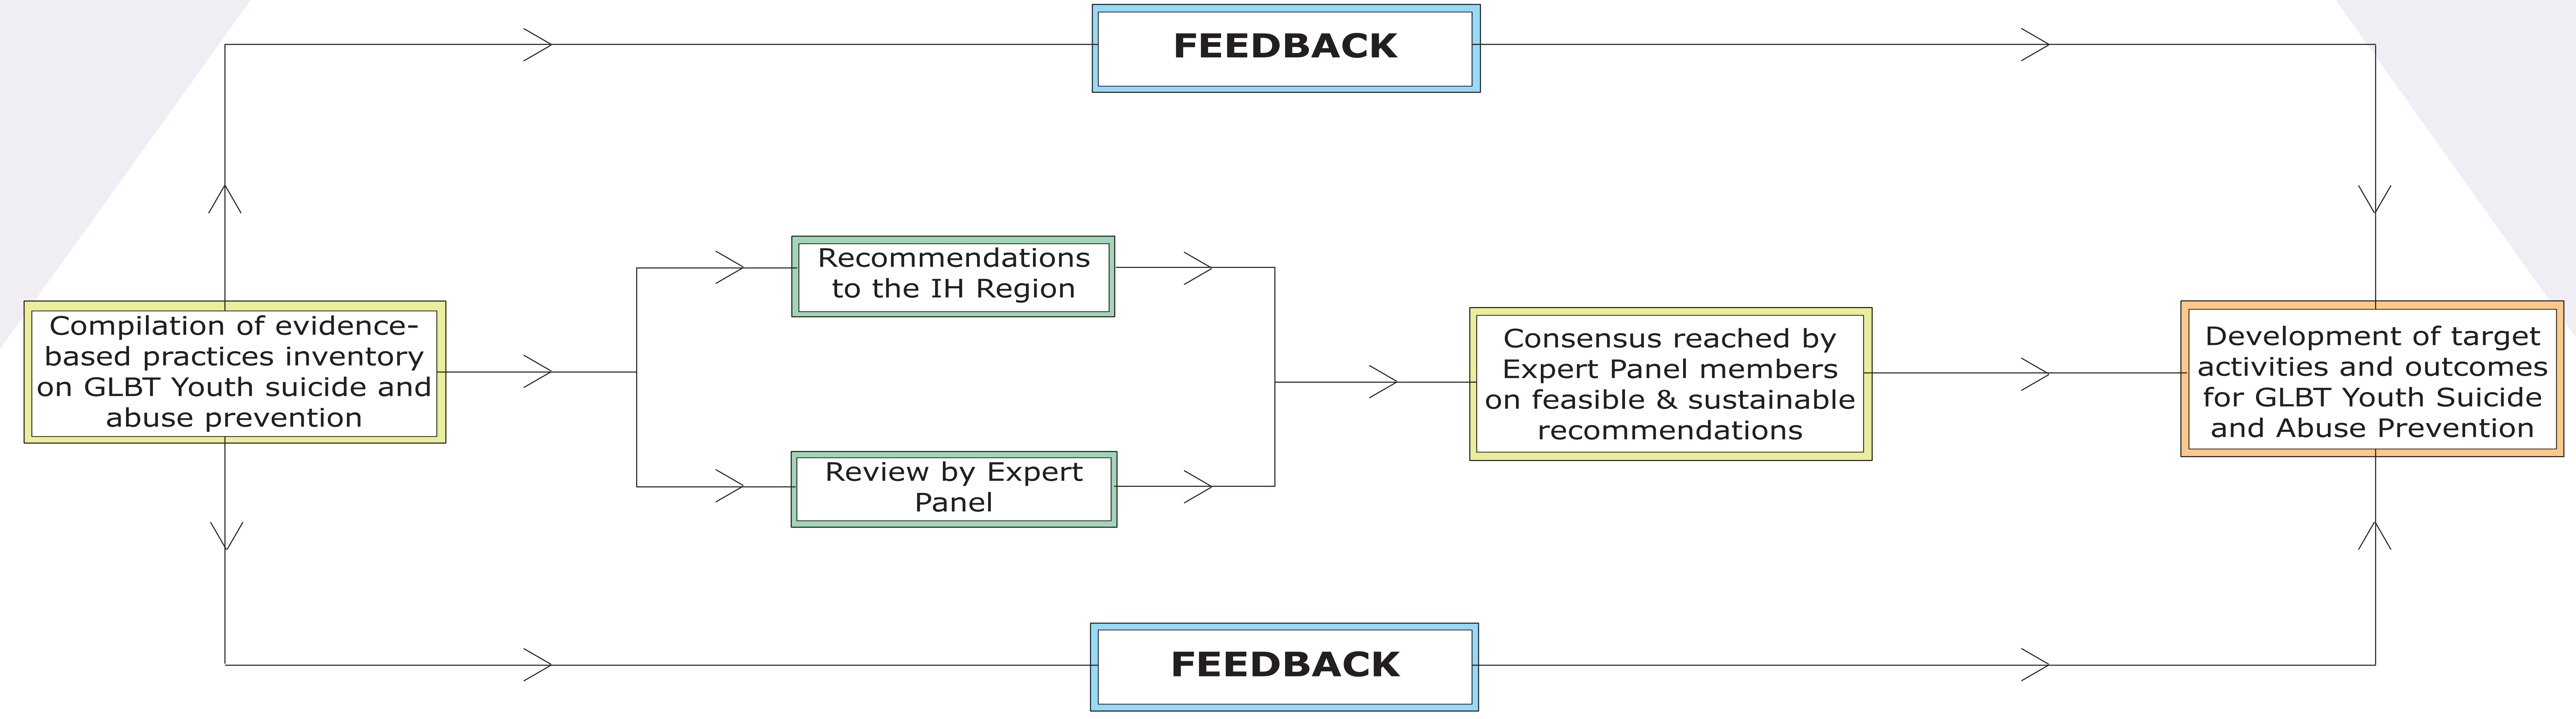 FEEDBACK
Compilation of evidence-
based practices inventory
on GLBT Youth suicide and
abuse prevention
Recommendations
to the IH Region
Review by Expert
Panel
Consensus reached by
Expert Panel members
on feasible & sustainable
recommendations
Development of target
activities and outcomes
for GLBT Youth Suicide
and Abuse Prevention
FEEDBACK